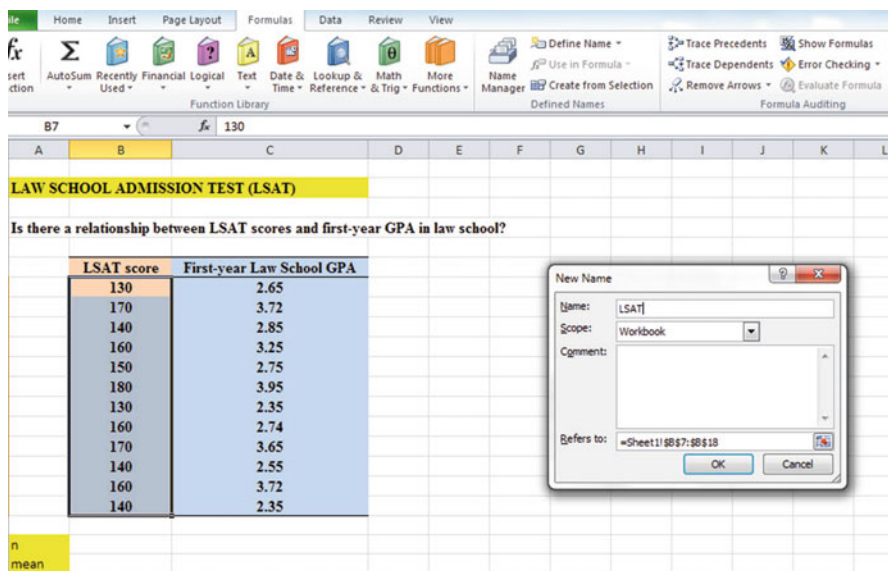 ile Home Insert Page Layout Formulas Data Review View
fx Σ A θ
sert AutoSum Recently Financial Logical Text Date & Lookup & Math More Name
ction Used Time Reference & Trig Functions Manager
Define Name
Use in Formula
Create from Selection
Trace Precedents Show Formulas
Trace Dependents Error Checking
Remove Arrows Evaluate Formula
Function Library Defined Names Formula Auditing
B7 fx 130
A B C D E F G H I J K L
LAW SCHOOL ADMISSION TEST (LSAT)
Is there a relationship between LSAT scores and first-year GPA in law school?
LSAT score First-year Law School GPA
130 2.65
170 3.72
140 2.85
160 3.25
150 2.75
180 3.95
130 2.35
160 2.74
170 3.65
140 2.55
160 3.72
140 2.35
n
mean
New Name
Name: LSAT
Scope: Workbook
Comment:
Refers to: =Sheet1!$B$7:$B$18
OK Cancel